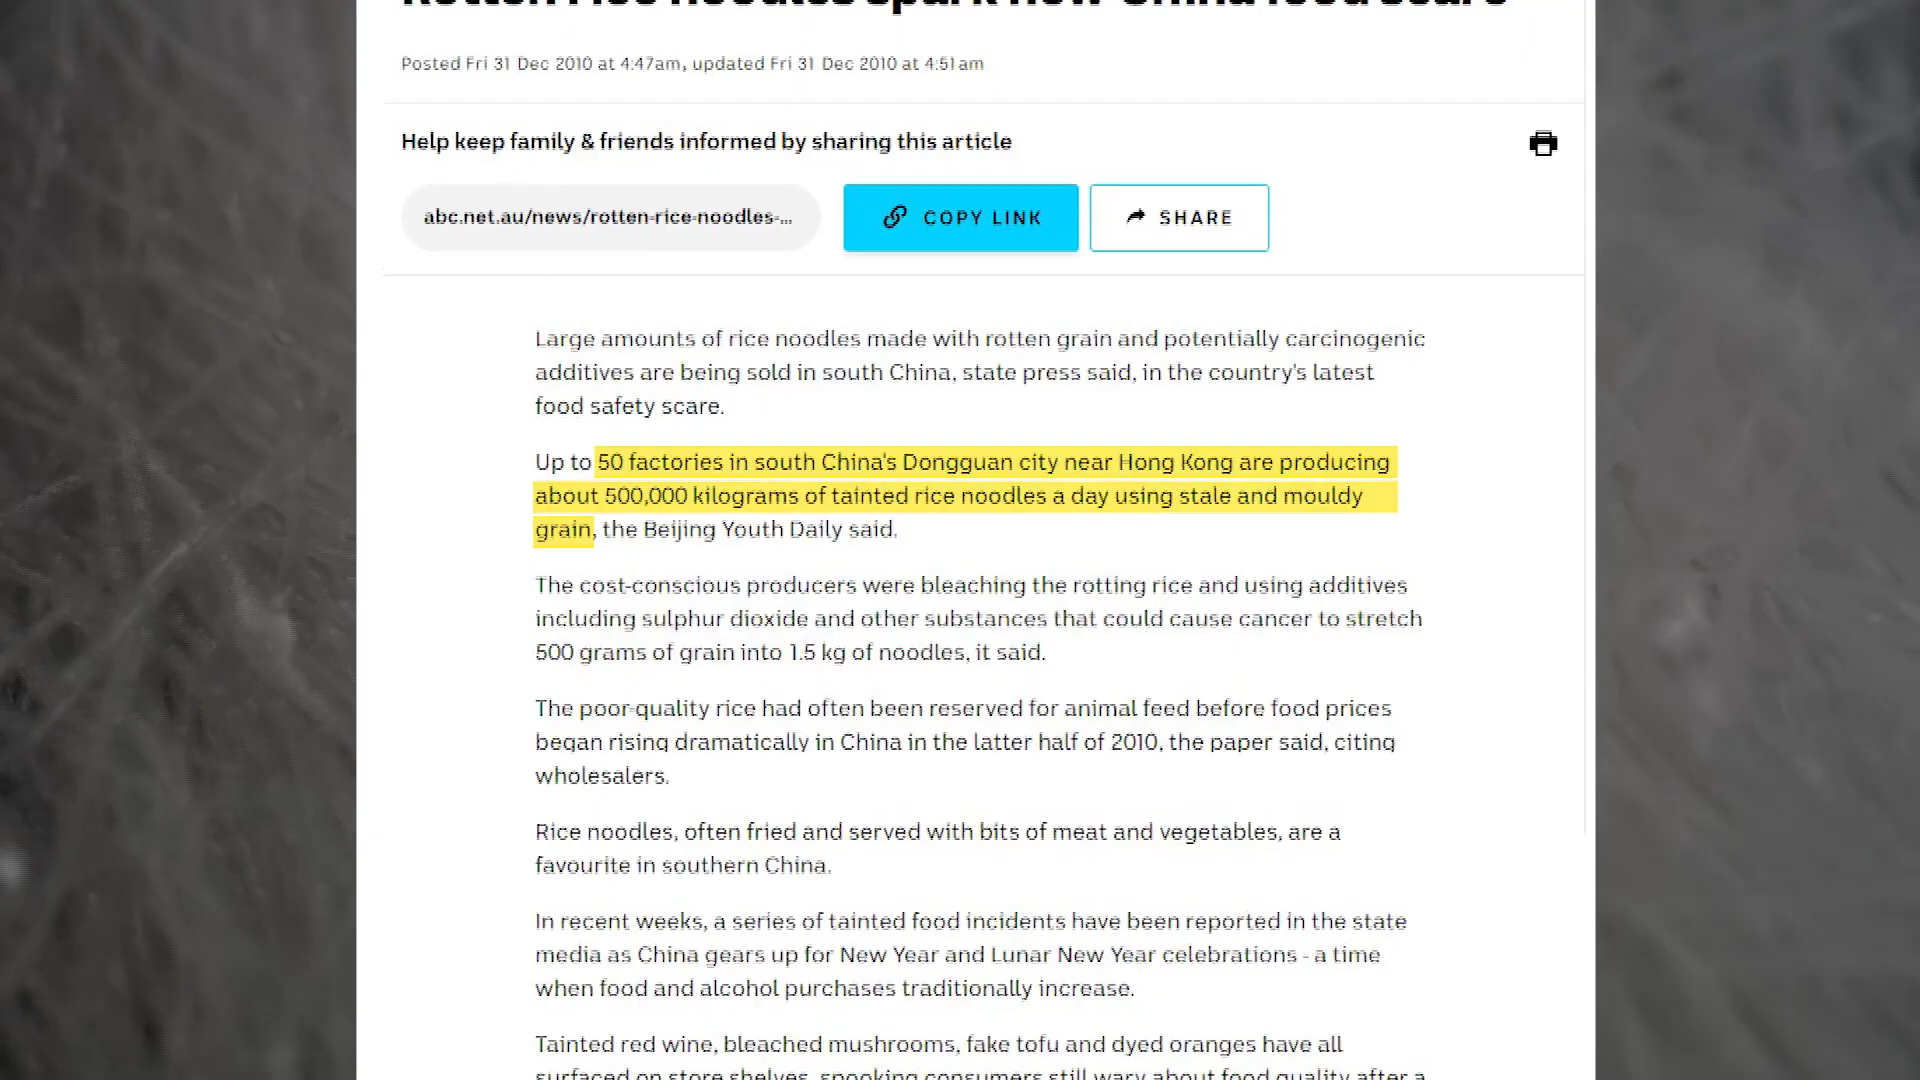 Rotten rice noodles spark new China food scare
Posted Fri 31 Dec 2010 at 4:47am, updated Fri 31 Dec 2010 at 4:51am
Help keep family & friends informed by sharing this article
abc.net.au/news/rotten-rice-noodles-...
COPY LINK
SHARE
Large amounts of rice noodles made with rotten grain and potentially carcinogenic
additives are being sold in south China, state press said, in the country's latest
food safety scare.
Up to 50 factories in south China's Dongguan city near Hong Kong are producing
about 500,000 kilograms of tainted rice noodles a day using stale and mouldy
grain, the Beijing Youth Daily said.
The cost-conscious producers were bleaching the rotting rice and using additives
including sulphur dioxide and other substances that could cause cancer to stretch
500 grams of grain into 1.5 kg of noodles, it said.
The poor-quality rice had often been reserved for animal feed before food prices
began rising dramatically in China in the latter half of 2010, the paper said, citing
wholesalers.
Rice noodles, often fried and served with bits of meat and vegetables, are a
favourite in southern China.
In recent weeks, a series of tainted food incidents have been reported in the state
media as China gears up for New Year and Lunar New Year celebrations - a time
when food and alcohol purchases traditionally increase.
Tainted red wine, bleached mushrooms, fake tofu and dyed oranges have all
surfaced on store shelves, spooking consumers still wary about food quality after a